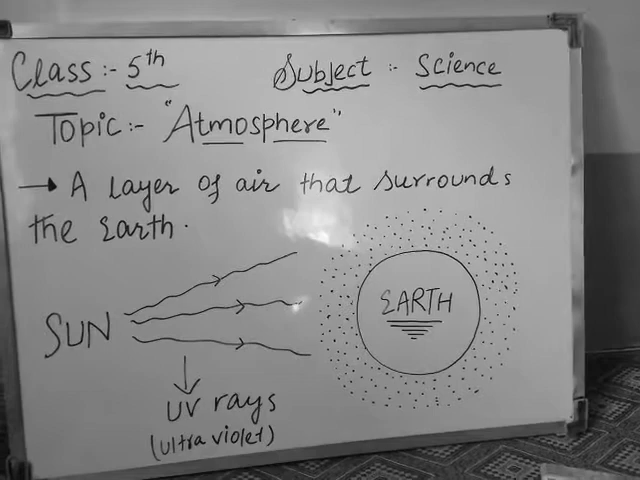 Class :- 5th Subject :- Science
Topic :- "Atmosphere"
→ A layer of air that surrounds
the Earth.
SUN
EARTH
UV rays
(ultra violet)